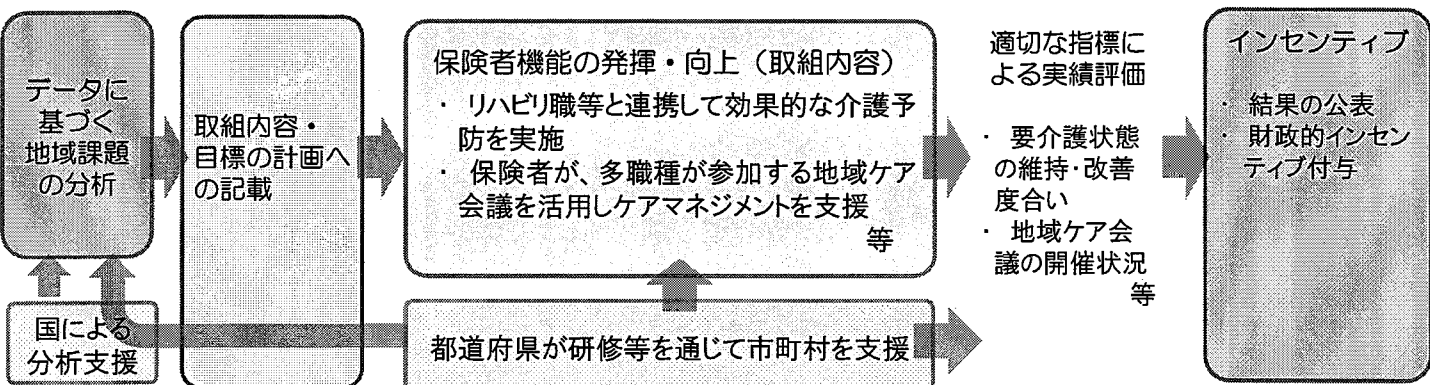 データに
基づく
地域課題
の分析
国による
分析支援
取組内容・
目標の計画へ
の記載
保険者機能の発揮・向上（取組内容）
・ リハビリ職等と連携して効果的な介護予
防を実施
・ 保険者が、多職種が参加する地域ケア
会議を活用しケアマネジメントを支援
等
都道府県が研修等を通じて市町村を支援
適切な指標に
よる実績評価
・ 要介護状態
の維持・改善
度合い
・ 地域ケア会
議の開催状況
等
インセンティブ
・ 結果の公表
・ 財政的インセン
ティブ付与